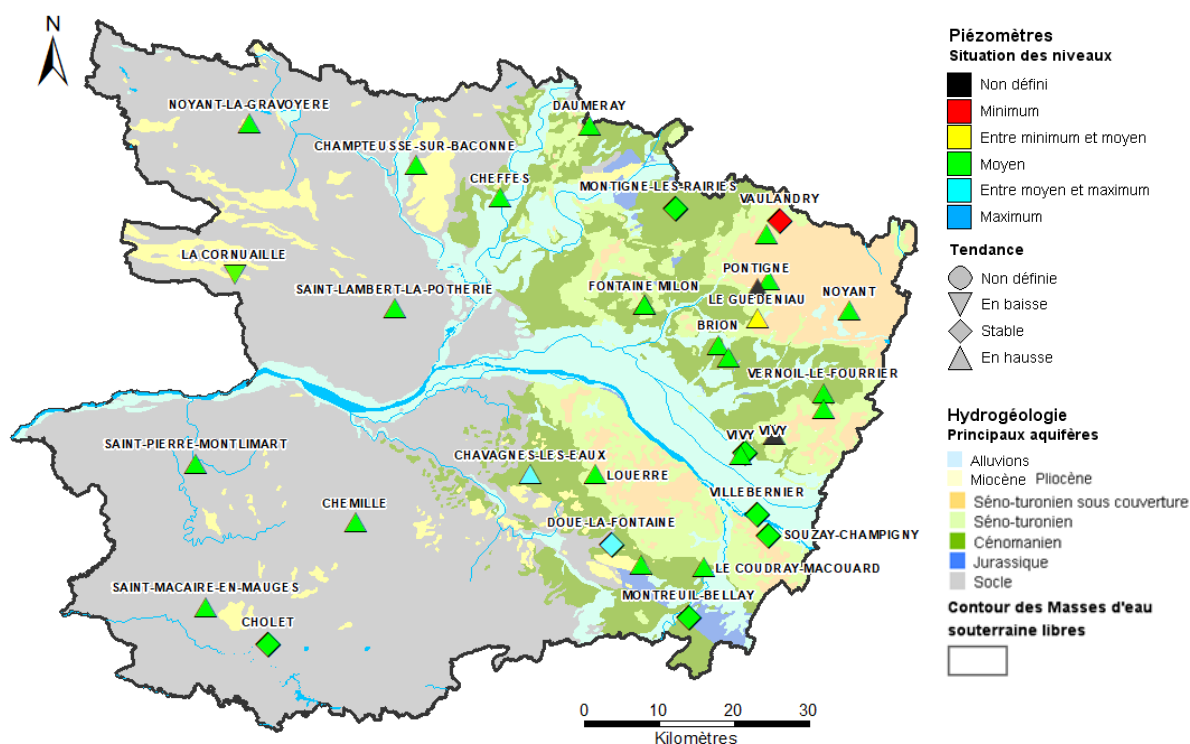 N
NOYANT-LA-GRAVOYERE
DAUMERAY
CHAMPTEUSSE-SUR-BACONNE
CHEFFES
MONTIGNE-LES-RAIRIES
VAULANDRY
LA CORNUAILLE
PONTIGNE
SAINT-LAMBERT-LA-POTHERIE
FONTAINE MILON
LE GUEDENIAU
NOYANT
BRION
VERNOIL-LE-FOURRIER
SAINT-PIERRE-MONTLIMART
VIVY
VIVY
CHAVAGNES-LES-EAUX
LOUERRE
VILLEBERNIER
CHEMILLE
DOUE-LA-FONTAINE
SOUZAY-CHAMPIGNY
LE COUDRAY-MACOUARD
SAINT-MACAIRE-EN-MAUGES
MONTREUIL-BELLAY
CHOLET
0 10 20 30
Kilomètres
Piézomètres
Situation des niveaux
Non défini
Minimum
Entre minimum et moyen
Moyen
Entre moyen et maximum
Maximum
Tendance
Non définie
En baisse
Stable
En hausse
Hydrogéologie
Principaux aquifères
Alluvions
Miocène Pliocène
Séno-turonien sous couverture
Séno-turonien
Cénomanien
Jurassique
Socle
Contour des Masses d'eau
souterraine libres